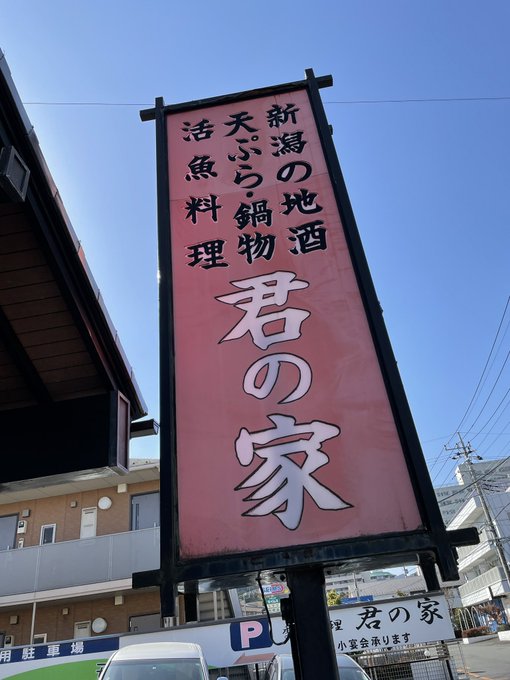 新潟の地酒
天ぷら・鍋物
活魚料理
君の家
用駐車場
P
理 君の家
小宴会承ります